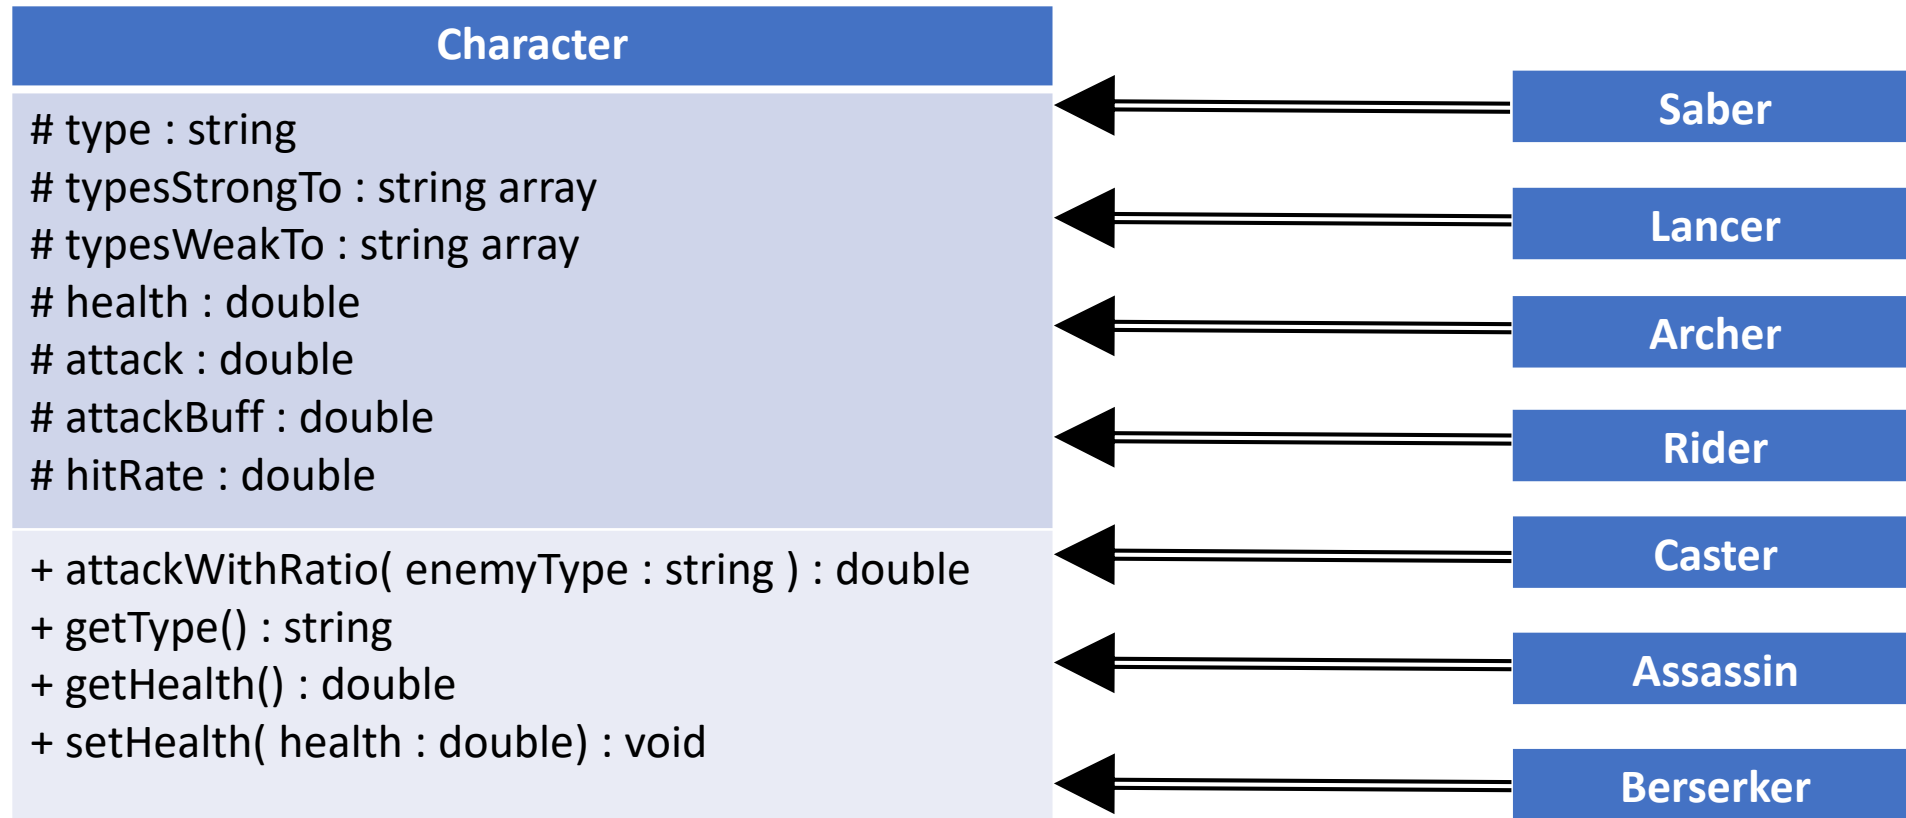 Character
# type : string
# typesStrongTo : string array
# typesWeakTo : string array
# health : double
# attack : double
# attackBuff : double
# hitRate : double
+ attackWithRatio( enemyType : string ) : double
+ getType() : string
+ getHealth() : double
+ setHealth( health : double) : void
Saber
Lancer
Archer
Rider
Caster
Assassin
Berserker